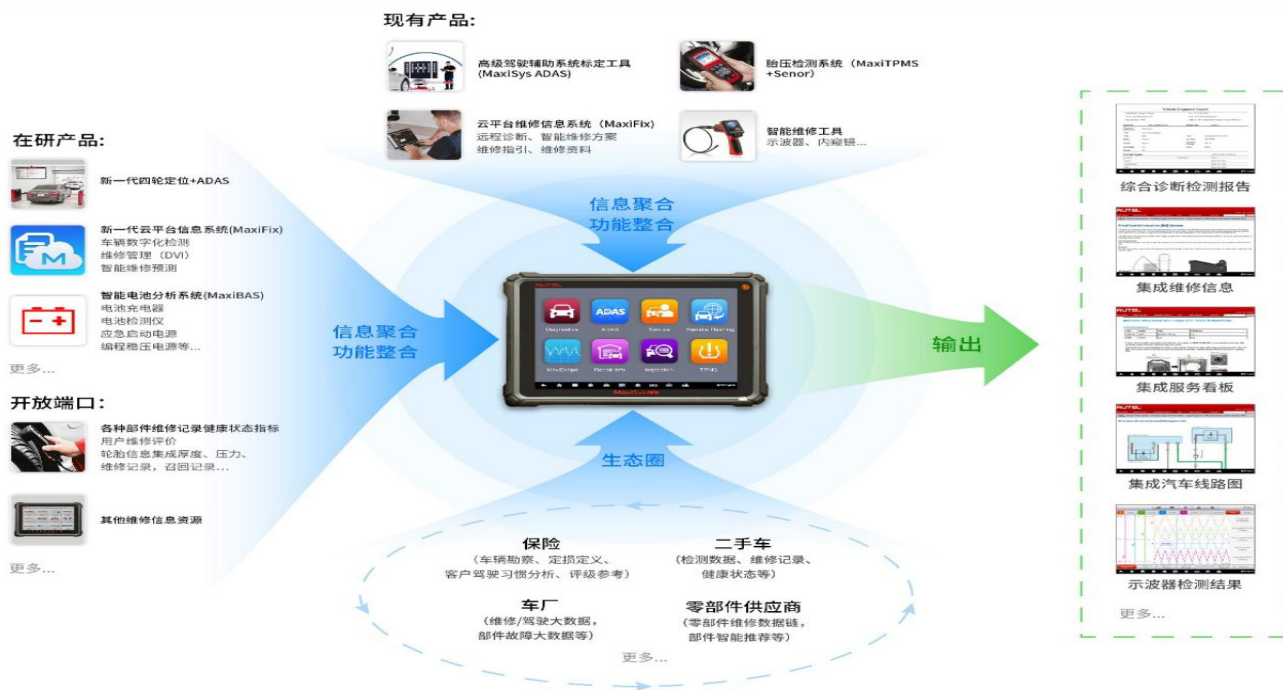 现有产品:
高级驾驶辅助系统标定工具
(MaxiSys ADAS)
胎压检测系统（MaxiTPMS
+Senor）
云平台维修信息系统（MaxiFix）
远程诊断、智能维修方案
维修指引、维修资料
智能维修工具
示波器、内窥镜...
在研产品:
新一代四轮定位+ADAS
新一代云平台信息系统(MaxiFix)
车辆数字化检测
维修管理（DVI）
智能维修预测
智能电池分析系统(MaxiBAS)
电池充电器
电池检测仪
应急启动电源
编程稳压电源等...
更多...
开放端口:
各种部件维修记录健康状态指标
用户维修评价
轮胎信息集成厚度、压力、
维修记录，召回记录...
其他维修信息资源
更多...
信息聚合
功能整合
信息聚合
功能整合
AUTEL
Diagnostics
ADAS
ADAS
Service
MaxiScope
Repair Info
Inspection
TPMS
MaxiSys
生态圈
保险
（车辆勘察、定损定义、
客户驾驶习惯分析、评级参考）
二手车
（检测数据、维修记录、
健康状态等）
车厂
（维修/驾驶大数据，
部件故障大数据等）
零部件供应商
（零部件维修数据链，
部件智能推荐等）
更多...
输出
综合诊断检测报告
AUTEL
集成维修信息
AUTEL
集成服务看板
AUTEL
集成汽车线路图
示波器检测结果
更多...